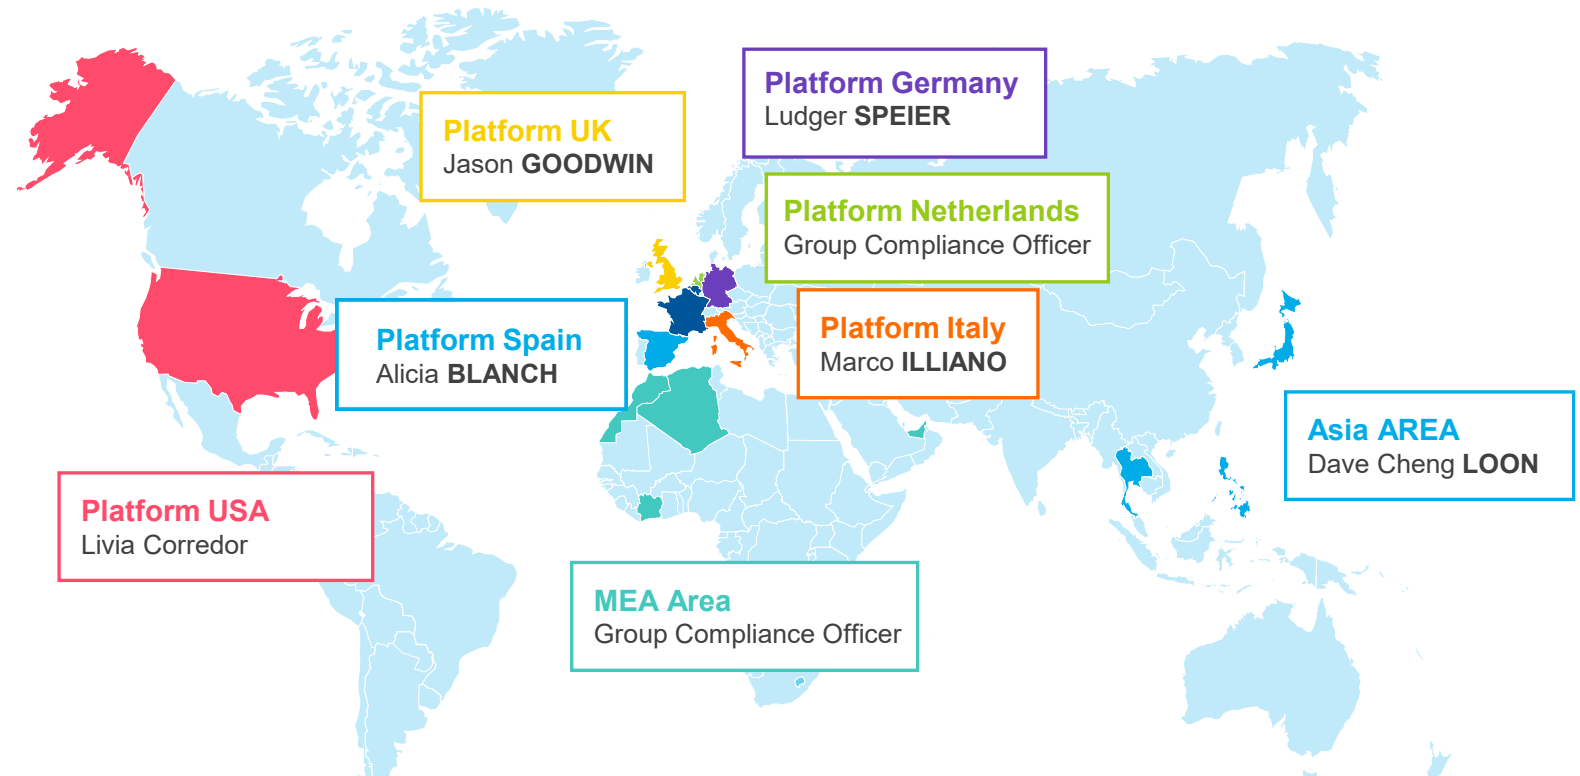 Platform Germany
Ludger SPEIER
Platform UK
Jason GOODWIN
Platform Netherlands
Group Compliance Officer
Platform Spain
Alicia BLANCH
Platform Italy
Marco ILLIANO
Asia AREA
Dave Cheng LOON
Platform USA
Livia Corredor
MEA Area
Group Compliance Officer